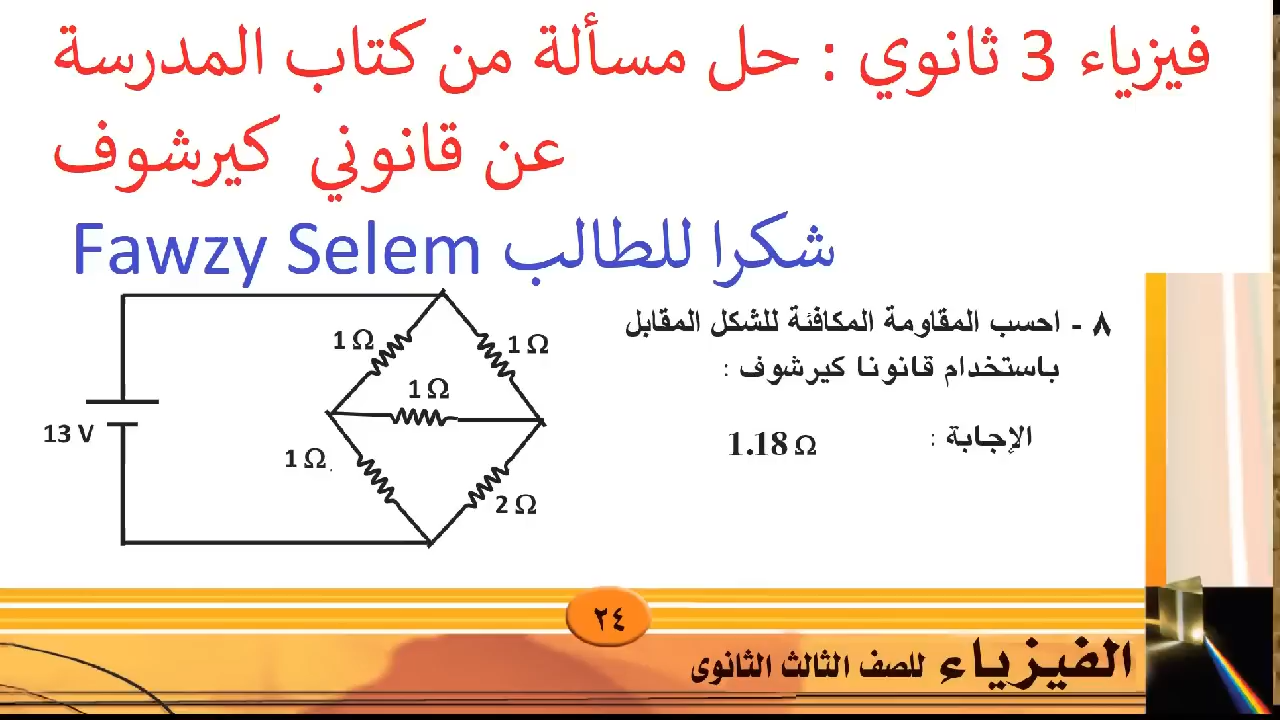 فيزياء 3 ثانوي : حل مسألة من كتاب المدرسة
عن قانوني كيرشوف
شكرا للطالب Fawzy Selem
٨ - احسب المقاومة المكافئة للشكل المقابل
باستخدام قانونا كيرشوف :
الإجابة : 1.18 Ω
1 Ω
1 Ω
1 Ω
13 V
1 Ω
2 Ω
٢٤
الفيزياء للصف الثالث الثانوى